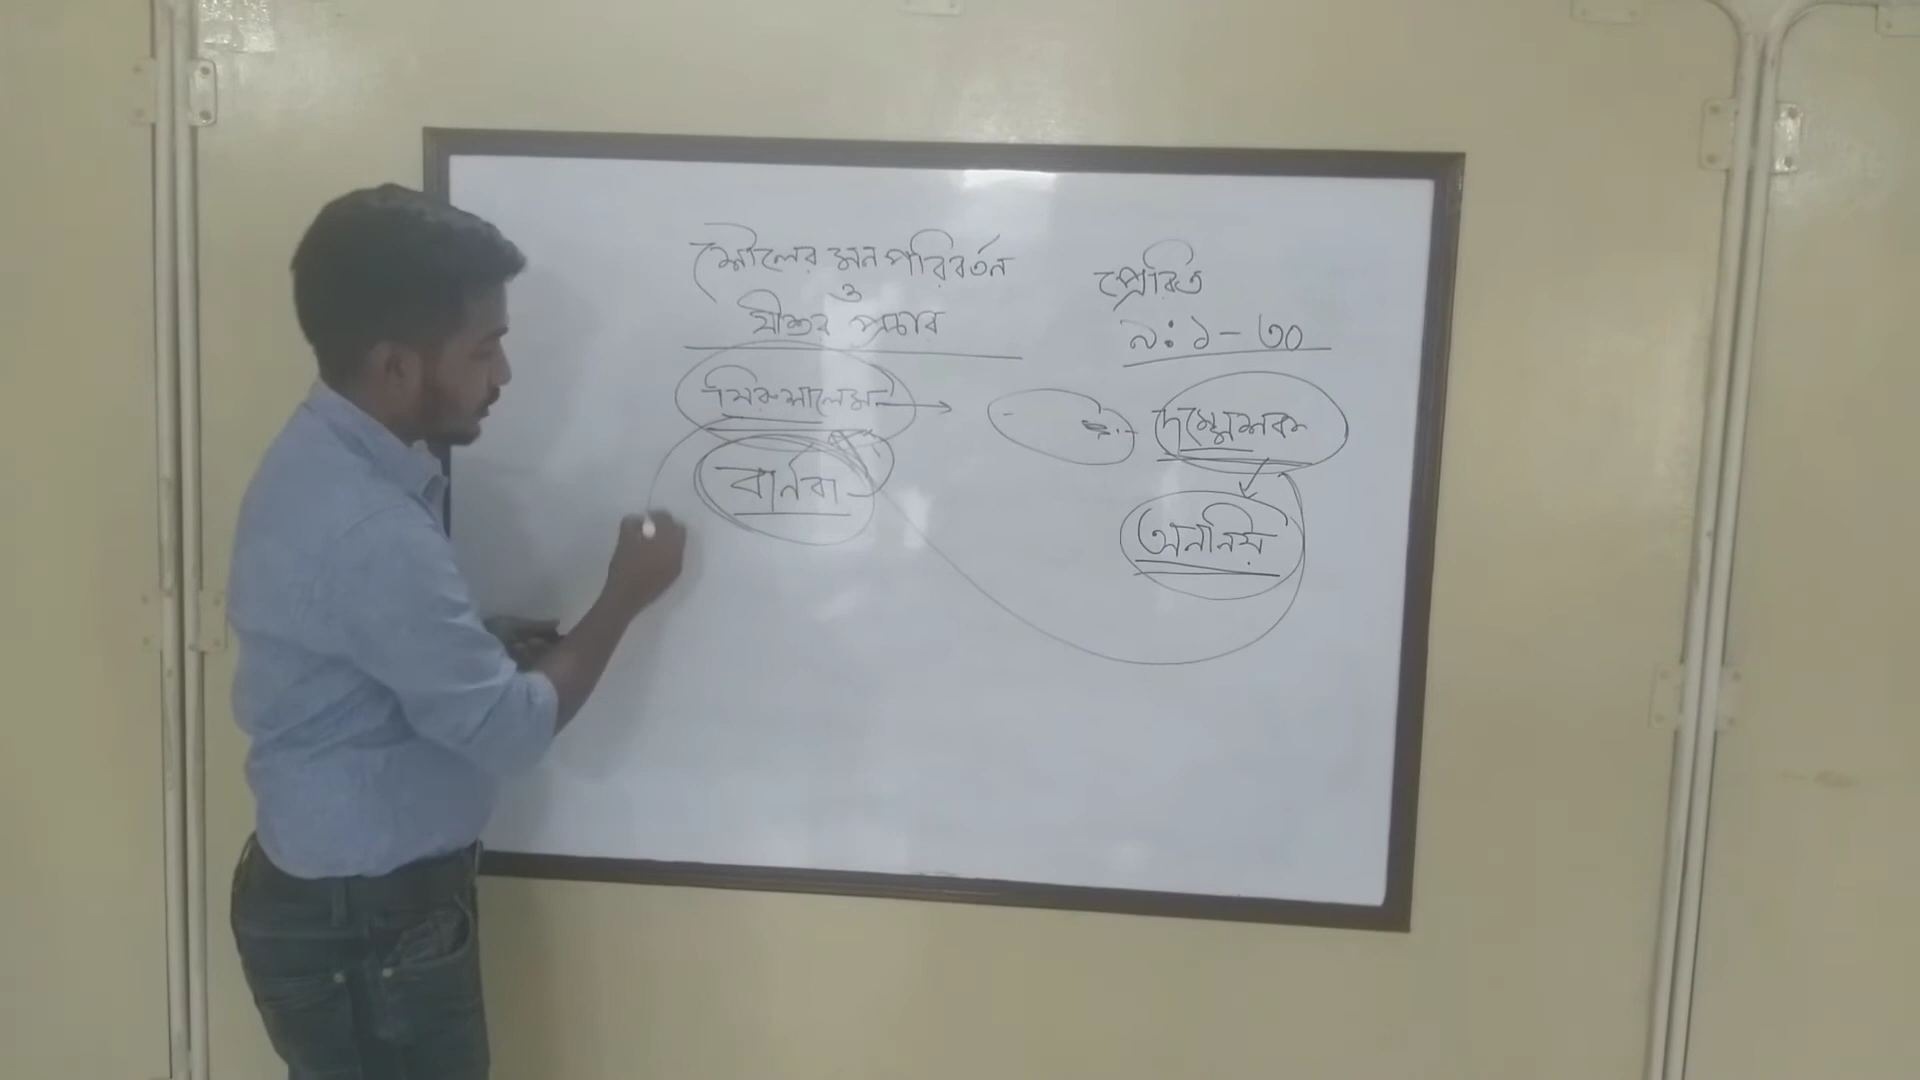 শৌলের মন পরিবর্তন
ও
যীশুর প্রচার
প্রেরিত
৯: ১ - ৩০
যিরুশালেম
দম্মেশক
বার্নবা
অননিয়